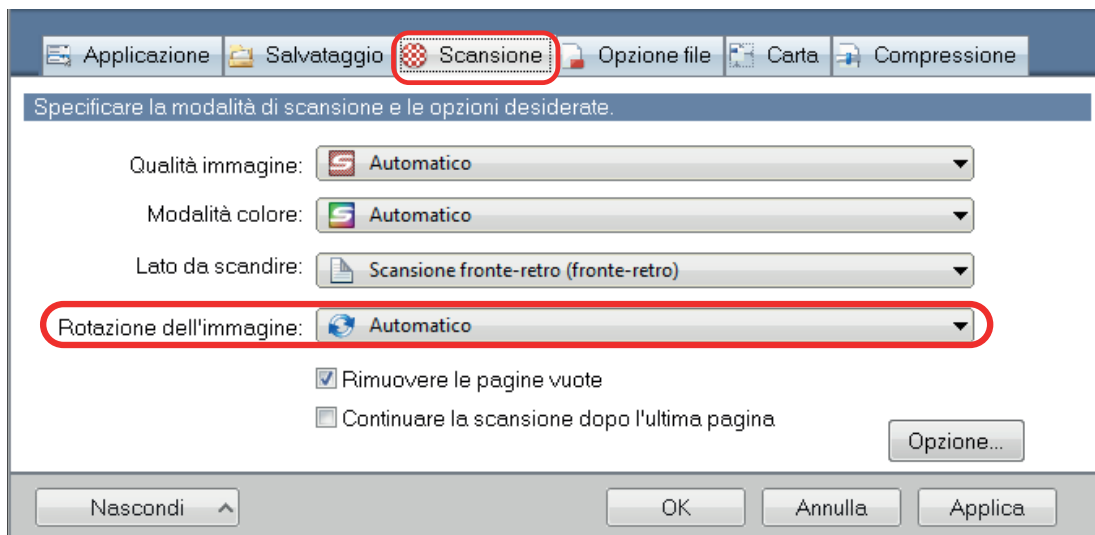 Applicazione Salvataggio Scansione Opzione file Carta Compressione
Specificare la modalità di scansione e le opzioni desiderate.
Qualità immagine: Automatico
Modalità colore: Automatico
Lato da scandire: Scansione fronte-retro (fronte-retro)
Rotazione dell'immagine: Automatico
Rimuovere le pagine vuote
Continuare la scansione dopo l'ultima pagina
Opzione...
Nascondi OK Annulla Applica